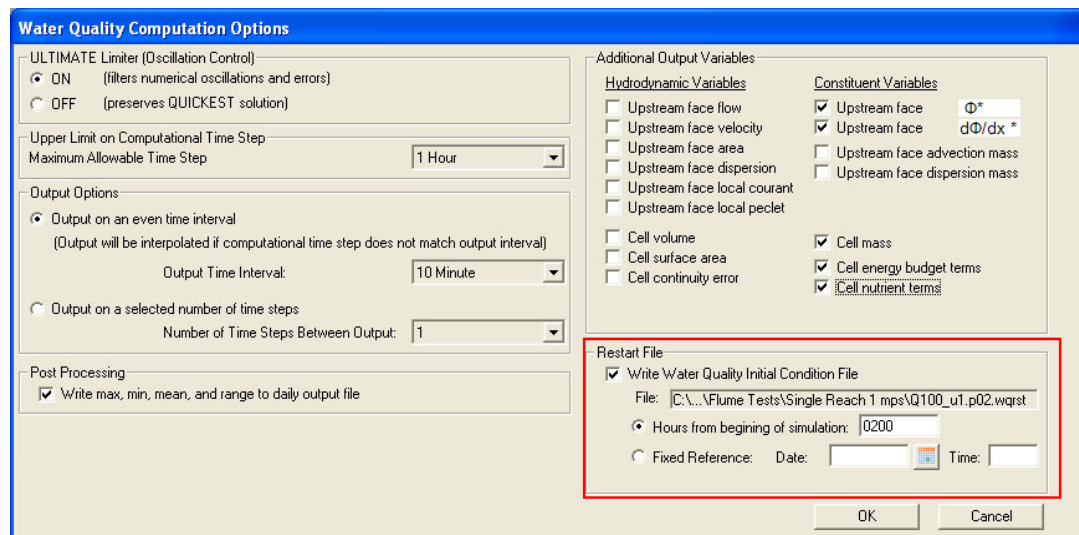 Water Quality Computation Options
ULTIMATE Limiter (Oscillation Control)
ON (filters numerical oscillations and errors)
OFF (preserves QUICKEST solution)
Upper Limit on Computational Time Step
Maximum Allowable Time Step 1 Hour
Output Options
Output on an even time interval
(Output will be interpolated if computational time step does not match output interval)
Output Time Interval: 10 Minute
Output on a selected number of time steps
Number of Time Steps Between Output: 1
Post Processing
Write max, min, mean, and range to daily output file
Additional Output Variables
Hydrodynamic Variables
Upstream face flow
Upstream face velocity
Upstream face area
Upstream face dispersion
Upstream face local courant
Upstream face local peclet
Cell volume
Cell surface area
Cell continuity error
Constituent Variables
Upstream face Φ*
Upstream face dΦ/dx *
Upstream face advection mass
Upstream face dispersion mass
Cell mass
Cell energy budget terms
Cell nutrient terms
Restart File
Write Water Quality Initial Condition File
File: C:\...\Flume Tests\Single Reach 1 mps\Q100_u1.p02.wqrst
Hours from begining of simulation: 0200
Fixed Reference: Date: Time:
OK Cancel